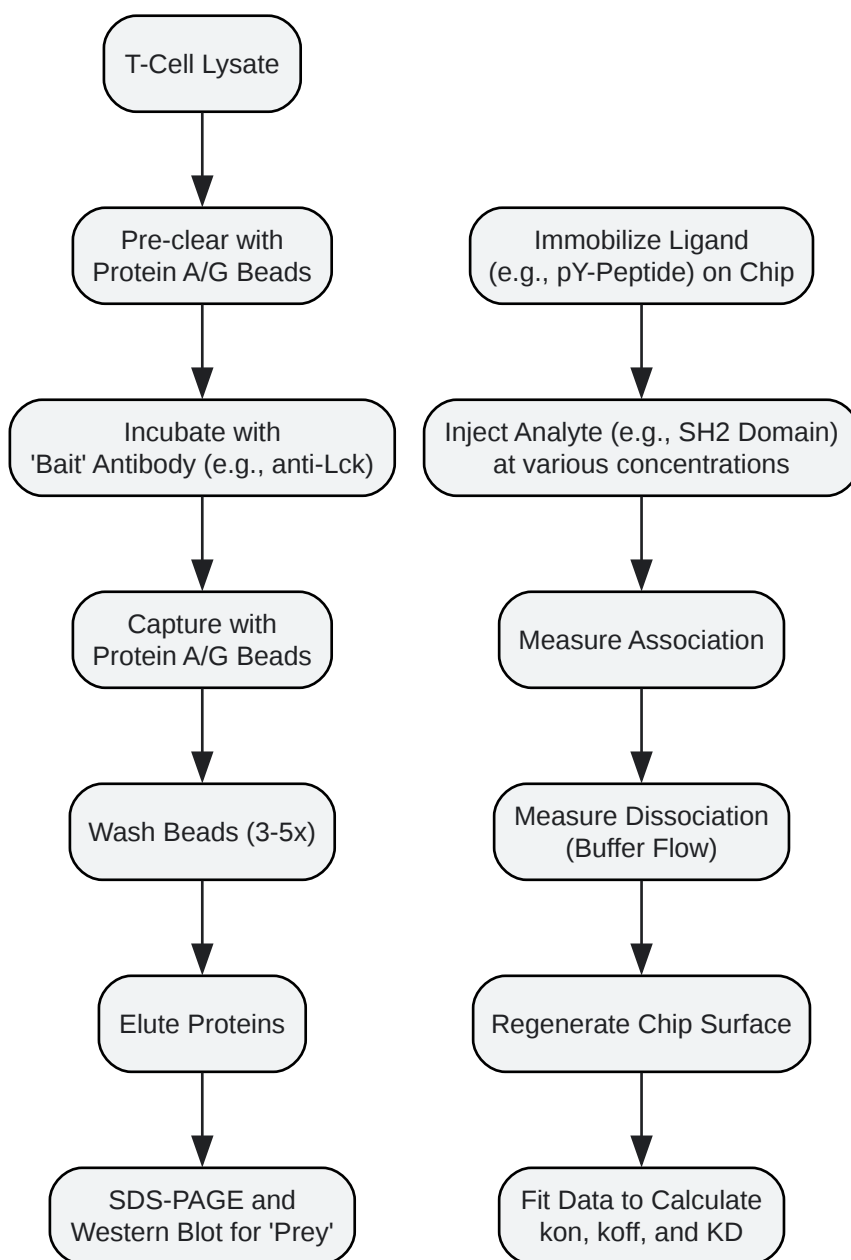 T-Cell Lysate
Pre-clear with
Protein A/G Beads
Incubate with
'Bait' Antibody (e.g., anti-Lck)
Capture with
Protein A/G Beads
Wash Beads (3-5x)
Elute Proteins
SDS-PAGE and
Western Blot for 'Prey'
Immobilize Ligand
(e.g., pY-Peptide) on Chip
Inject Analyte (e.g., SH2 Domain)
at various concentrations
Measure Association
Measure Dissociation
(Buffer Flow)
Regenerate Chip Surface
Fit Data to Calculate
kon, koff, and KD